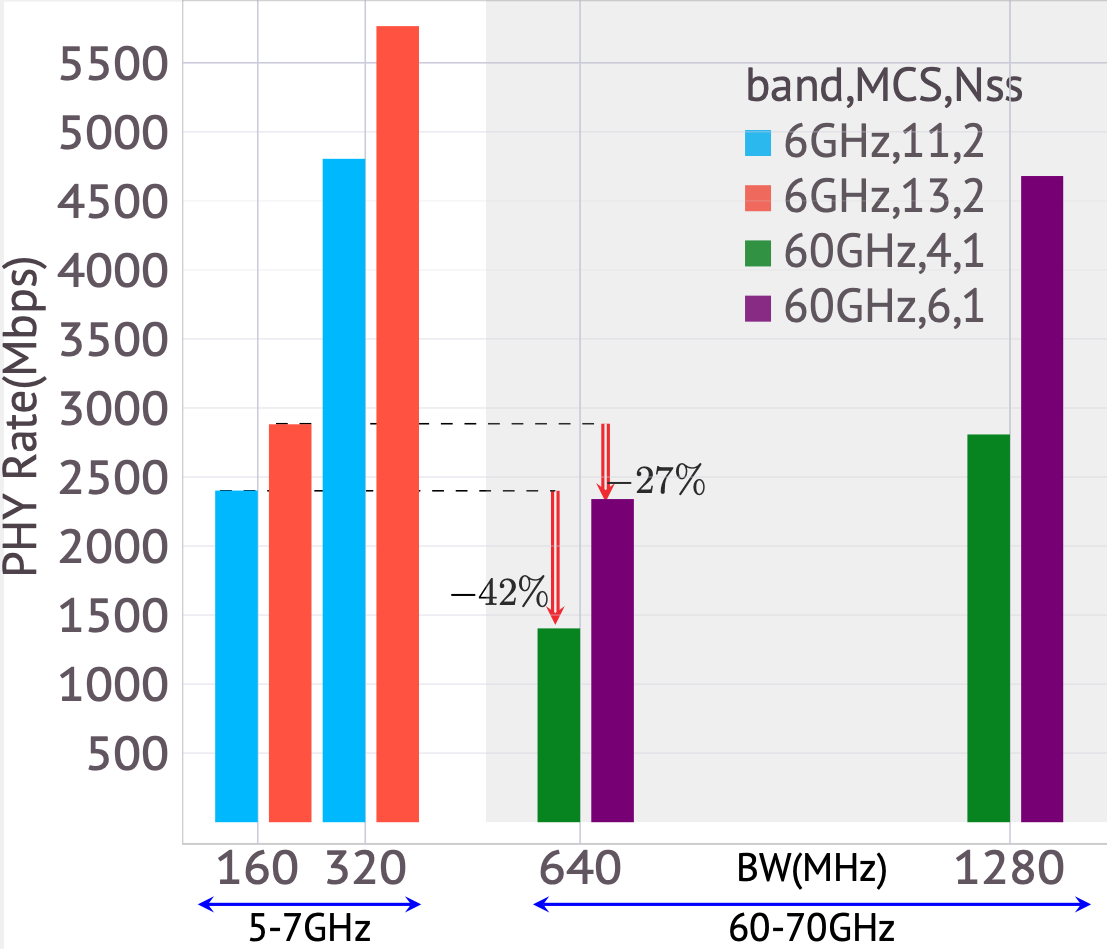 PHY Rate(Mbps)
5500
5000
4500
4000
3500
3000
2500
2000
1500
1000
500
band,MCS,Nss
6GHz,11,2
6GHz,13,2
60GHz,4,1
60GHz,6,1
−27%
−42%
160 320 640 BW(MHz) 1280
5-7GHz 60-70GHz